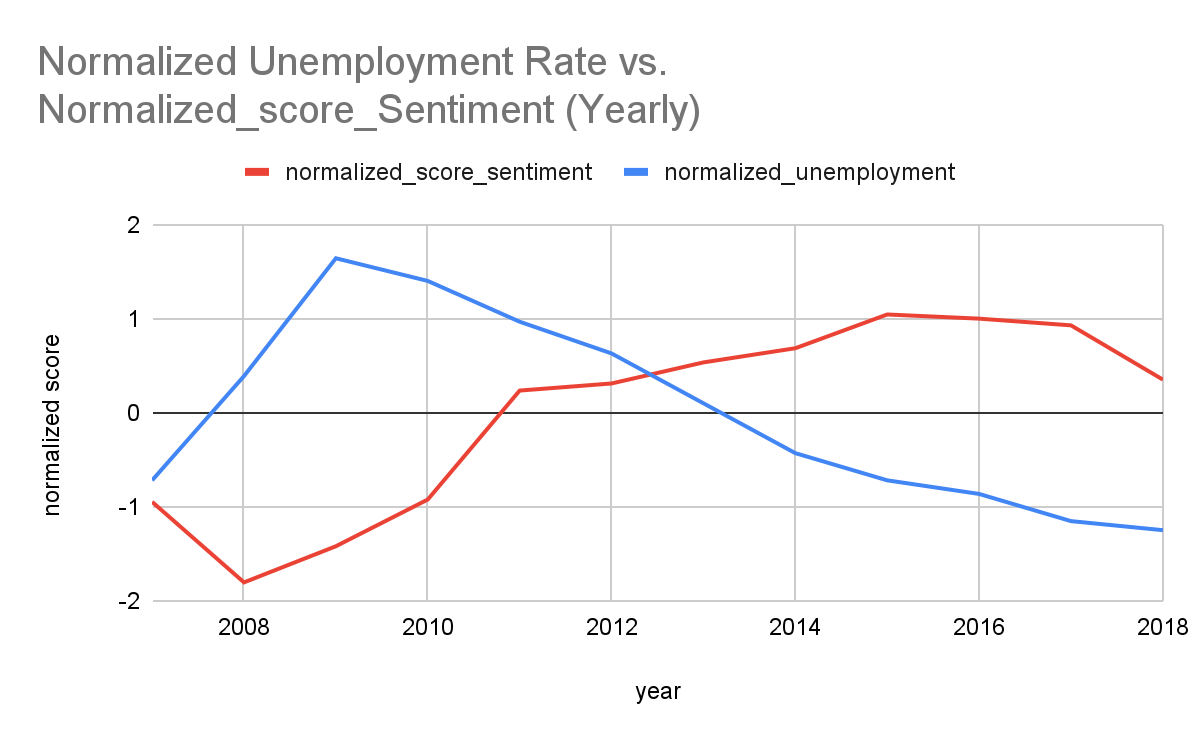 Normalized Unemployment Rate vs.
Normalized_score_Sentiment (Yearly)
normalized_score_sentiment normalized_unemployment
2
1
0
-1
-2
normalized score
2008 2010 2012 2014 2016 2018
year